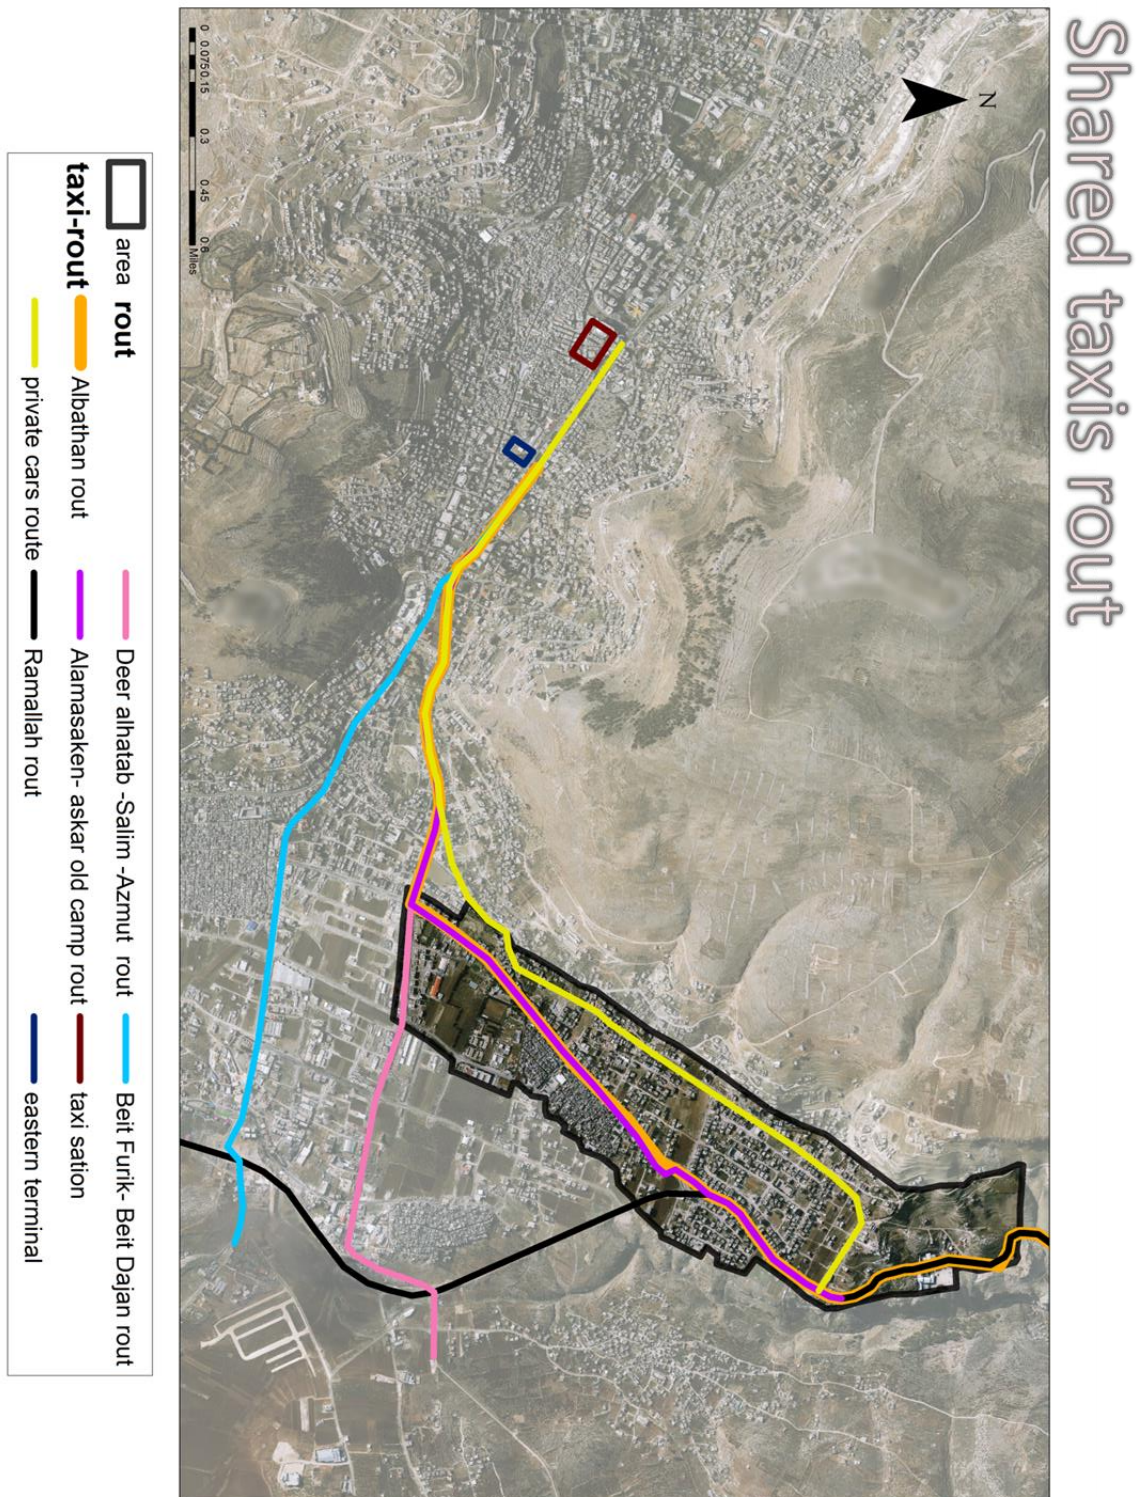 Shared taxis rout
N
0 0.0750.15 0.3 0.45 0.6
Miles
area rout Deer alhatab -Salim -Azmut rout Beit Furik- Beit Dajan rout
taxi-rout Albathan rout Alamasaken- askar old camp rout taxi sation
private cars route Ramallah rout eastern terminal